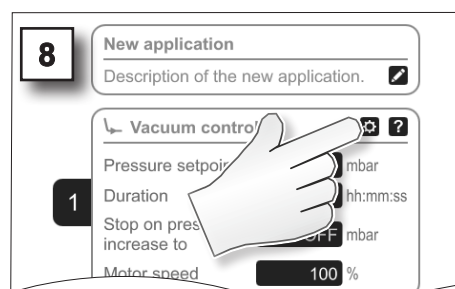 8
New application
Description of the new application.
Vacuum contro
?
Pressure setpoi mbar
1
Duration hh:mm:ss
Stop on pres
increase to OFF mbar
Motor speed 100 %